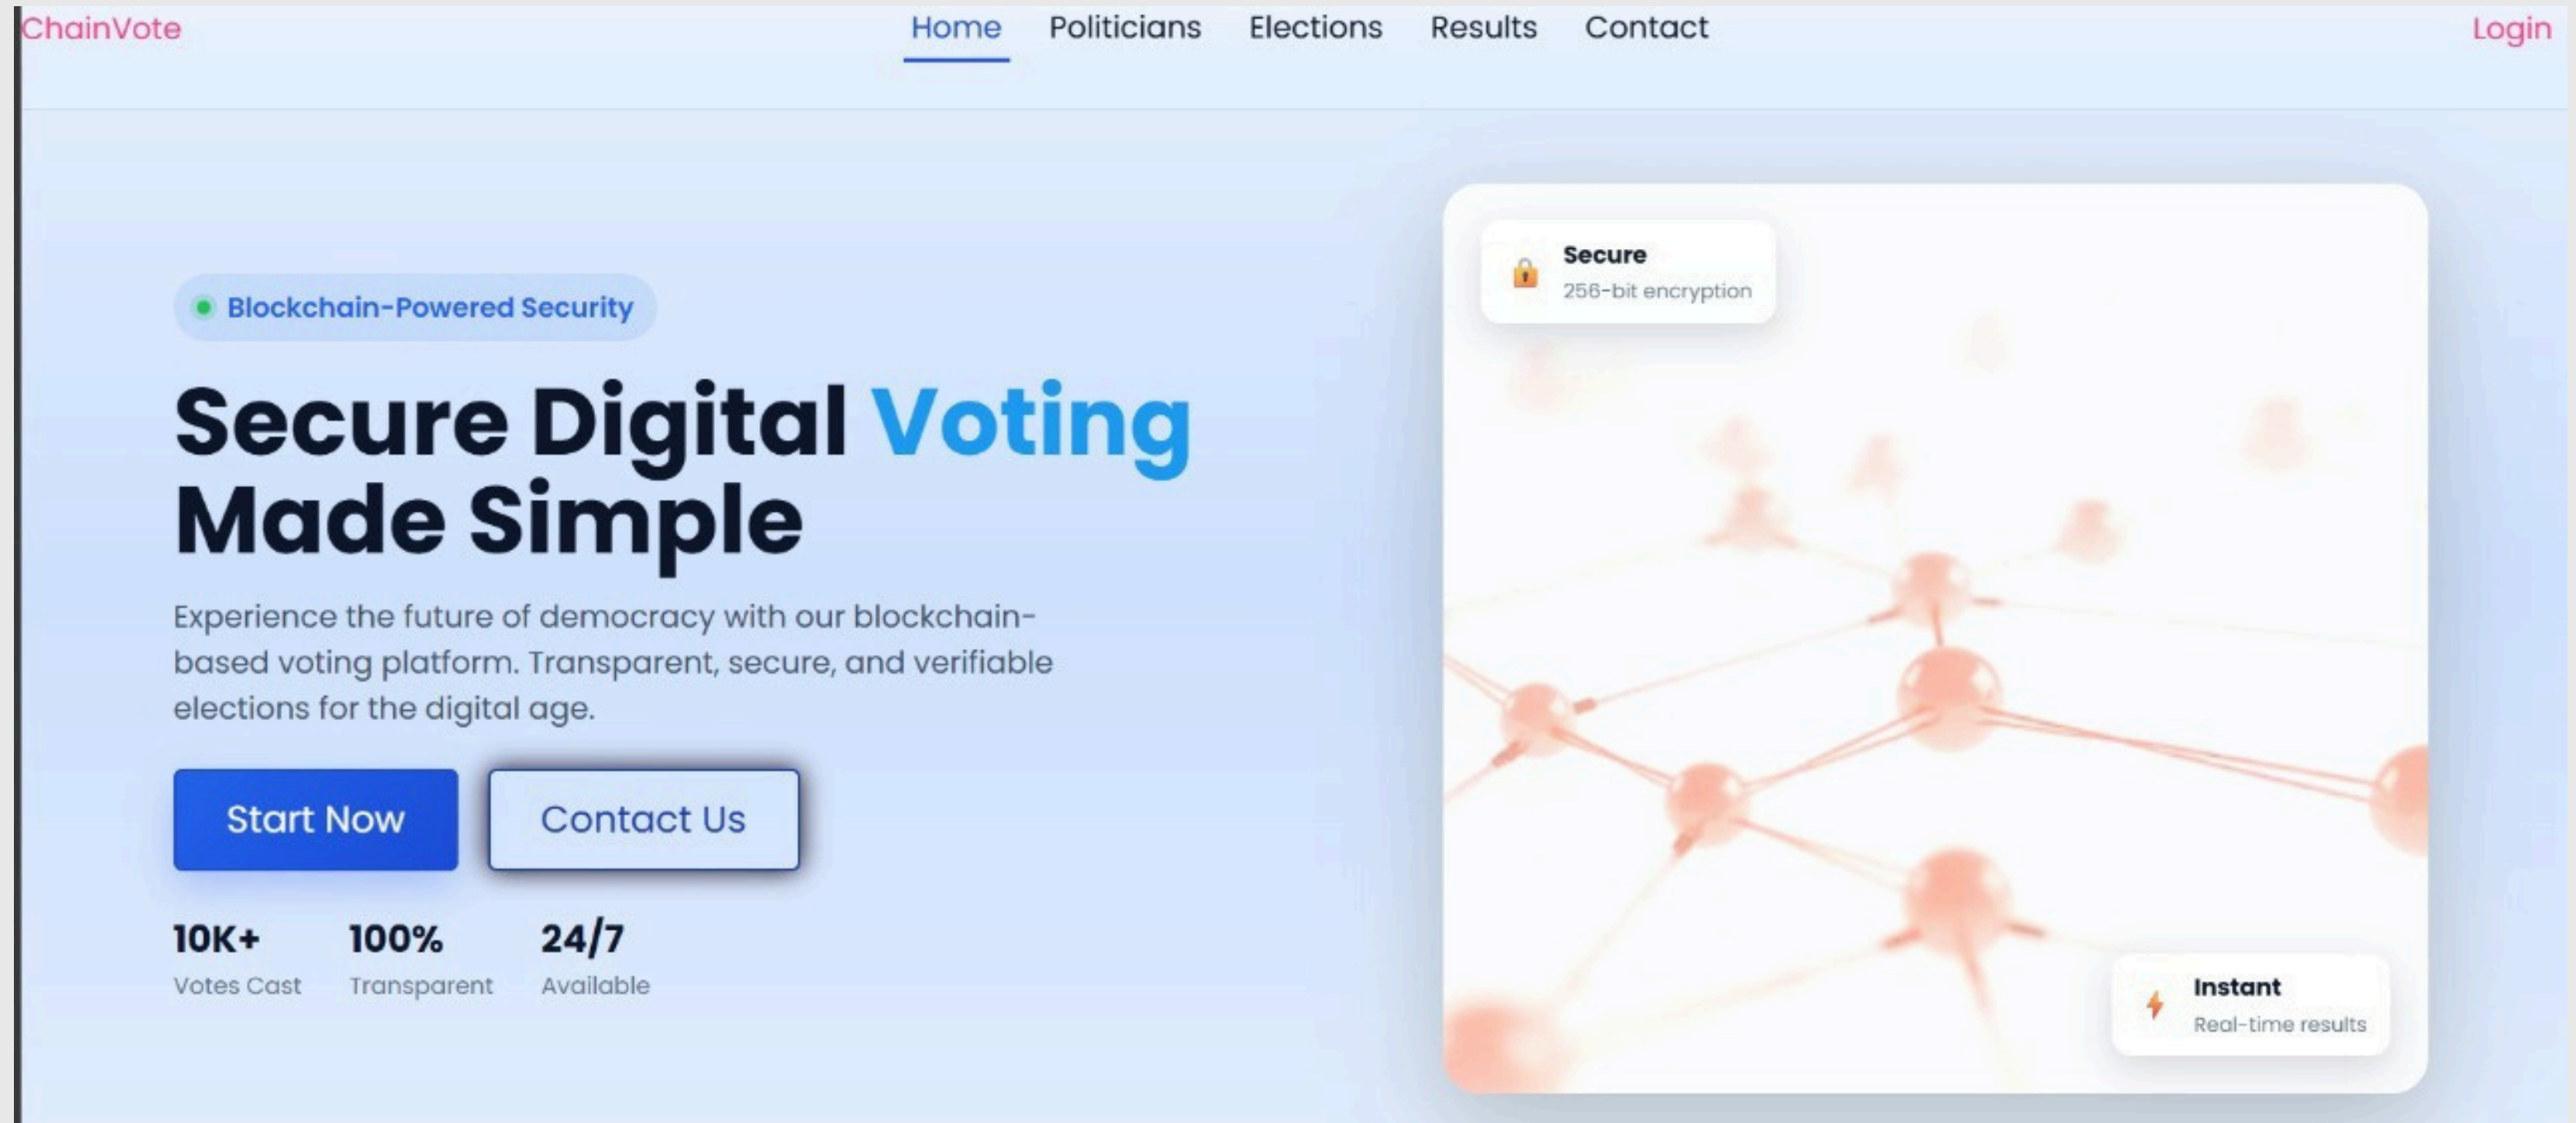 ChainVote
Home Politicians Elections Results Contact
Login
Blockchain-Powered Security
Secure Digital Voting
Made Simple
Experience the future of democracy with our blockchain-
based voting platform. Transparent, secure, and verifiable
elections for the digital age.
Start Now
Contact Us
10K+
Votes Cast
100%
Transparent
24/7
Available
Secure
256-bit encryption
Instant
Real-time results